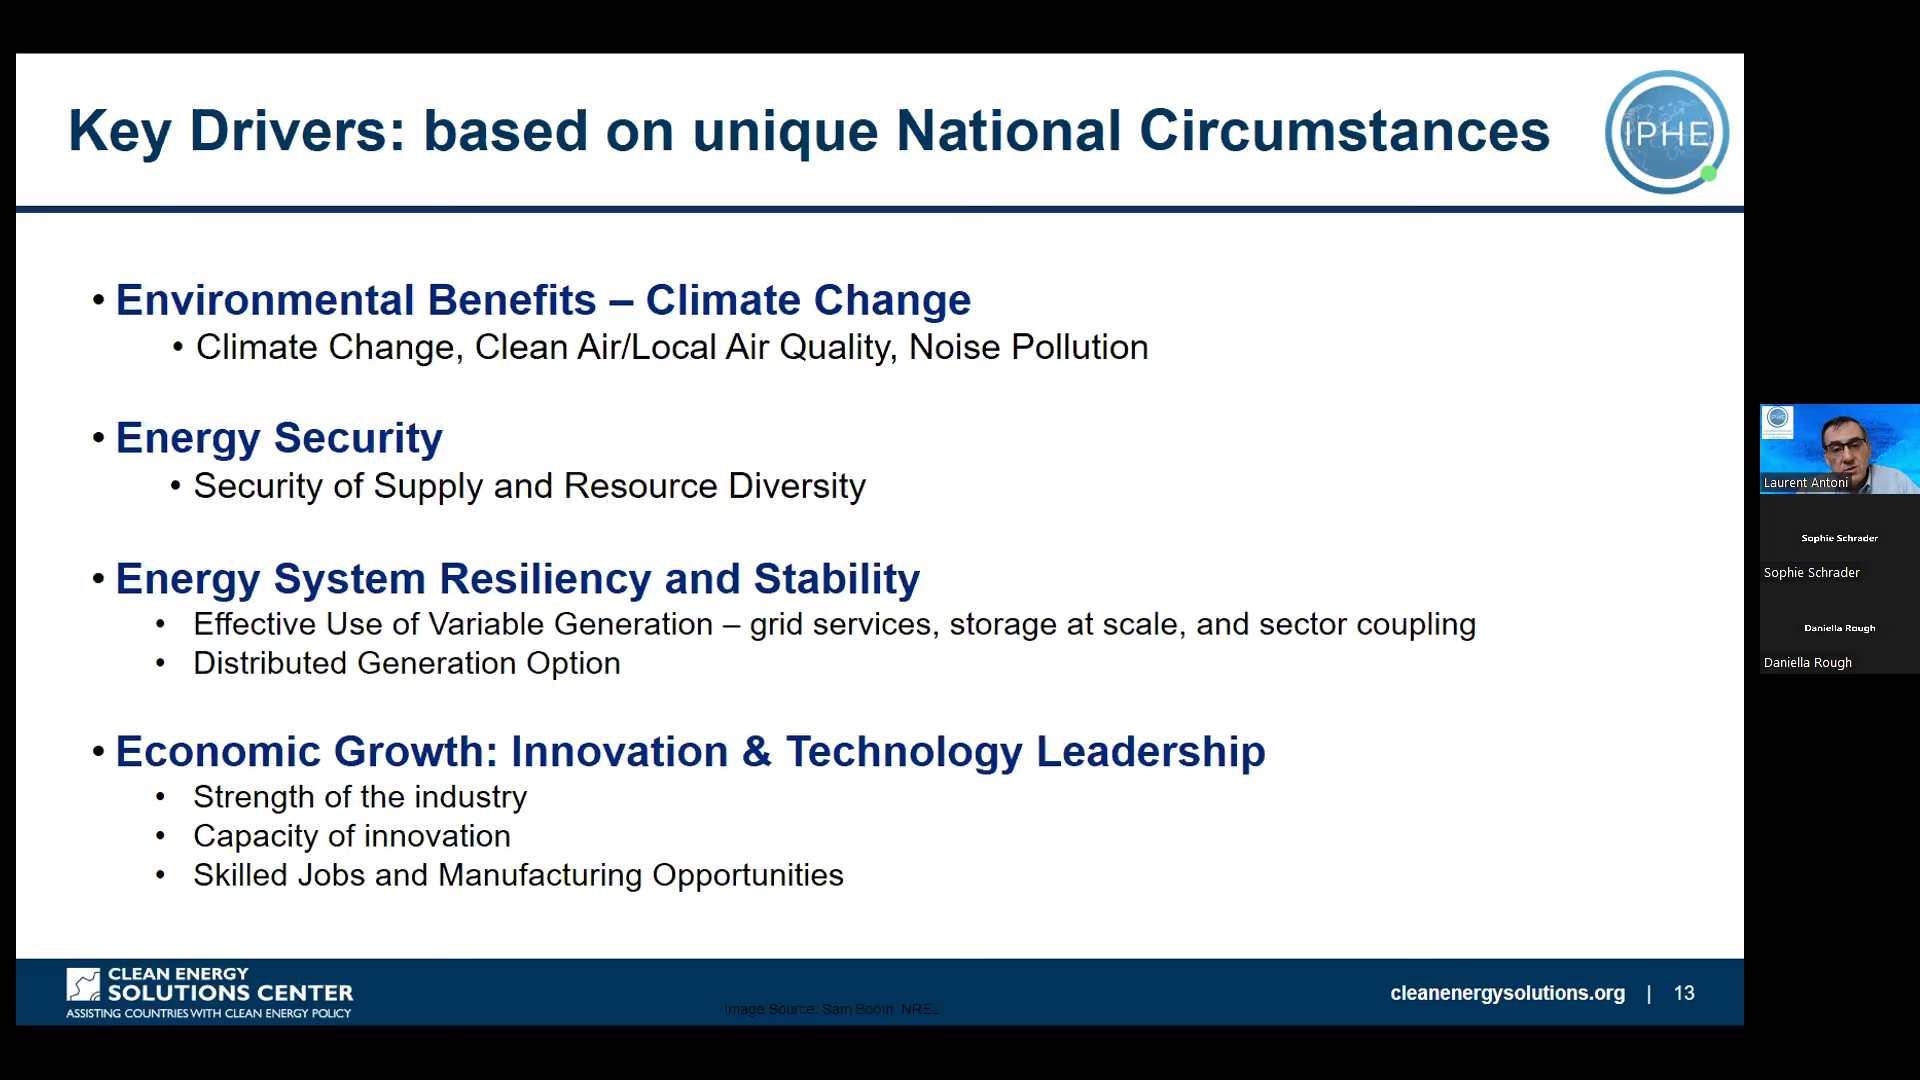 Key Drivers: based on unique National Circumstances
IPHE
• Environmental Benefits – Climate Change
• Climate Change, Clean Air/Local Air Quality, Noise Pollution
• Energy Security
• Security of Supply and Resource Diversity
• Energy System Resiliency and Stability
• Effective Use of Variable Generation – grid services, storage at scale, and sector coupling
• Distributed Generation Option
• Economic Growth: Innovation & Technology Leadership
• Strength of the industry
• Capacity of innovation
• Skilled Jobs and Manufacturing Opportunities
CLEAN ENERGY
SOLUTIONS CENTER
ASSISTING COUNTRIES WITH CLEAN ENERGY POLICY
Image Source: Sam Booth NREL
cleanenergysolutions.org | 13
IPHE
Laurent Antoni
Sophie Schrader
Sophie Schrader
Daniella Rough
Daniella Rough